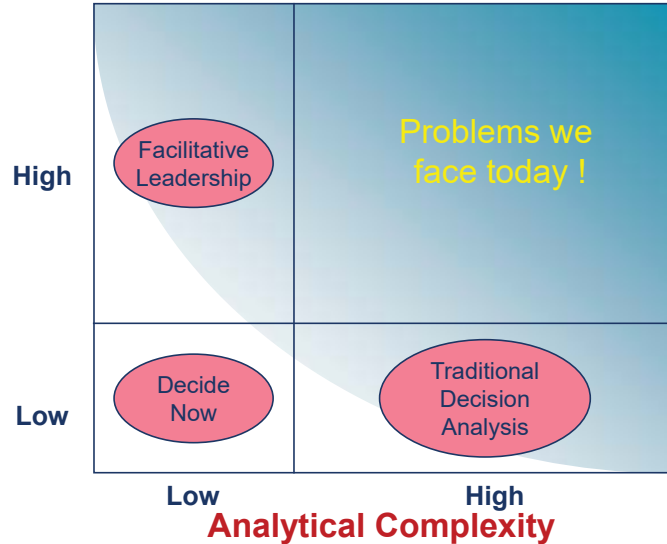 Facilitative
Leadership
Problems we
face today !
High
Decide
Now
Traditional
Decision
Analysis
Low
Low
High
Analytical Complexity